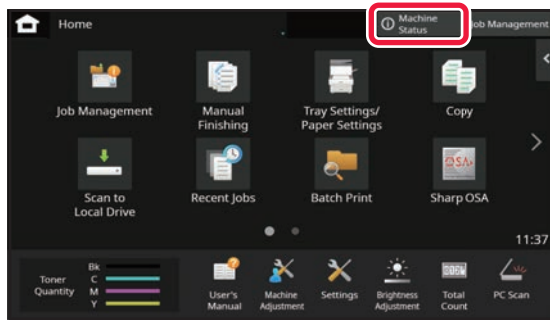 Home
Machine
Status
Job Management
Job Management
Manual
Finishing
Tray Settings/
Paper Settings
Copy
Scan to
Local Drive
Recent Jobs
Batch Print
Sharp OSA
11:37
Toner
Quantity
Bk
C
M
Y
User's
Manual
Machine
Adjustment
Settings
Brightness
Adjustment
Total
Count
PC Scan